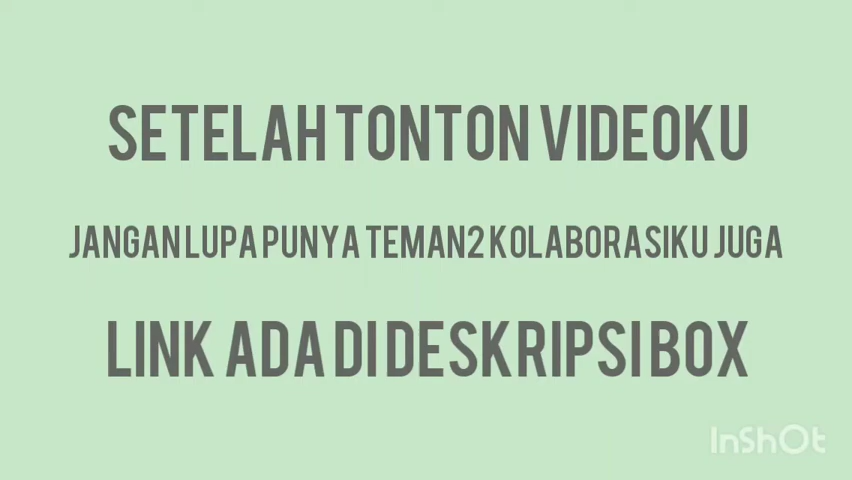 SETELAH TONTON VIDEOKU
JANGAN LUPA PUNYA TEMAN2 KOLABORASIKU JUGA
LINK ADA DI DESKRIPSI BOX
InShOt